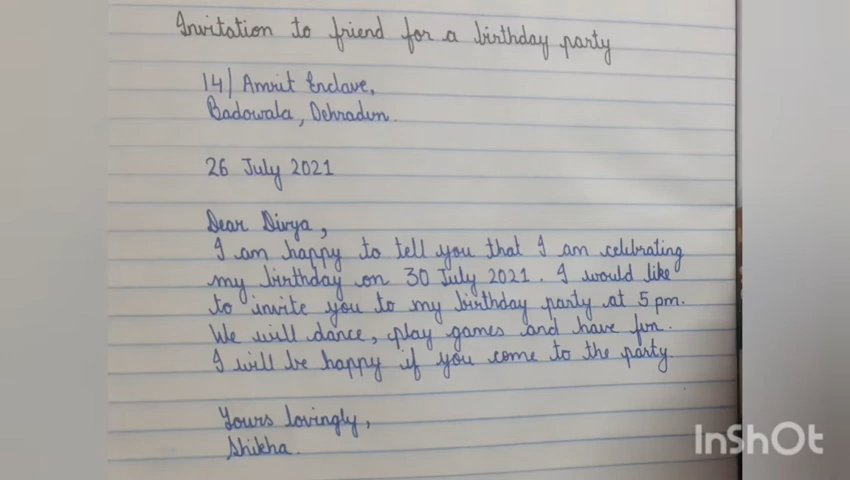 Invitation to friend for a birthday party
14/ Amrit Enclave,
Badowala, Dehradun.
26 July 2021
Dear Divya,
I am happy to tell you that I am celebrating
my birthday on 30 July 2021. I would like
to invite you to my birthday party at 5 pm.
We will dance, play games and have fun.
I will be happy if you come to the party.
Yours lovingly,
Shikha.
InShOt